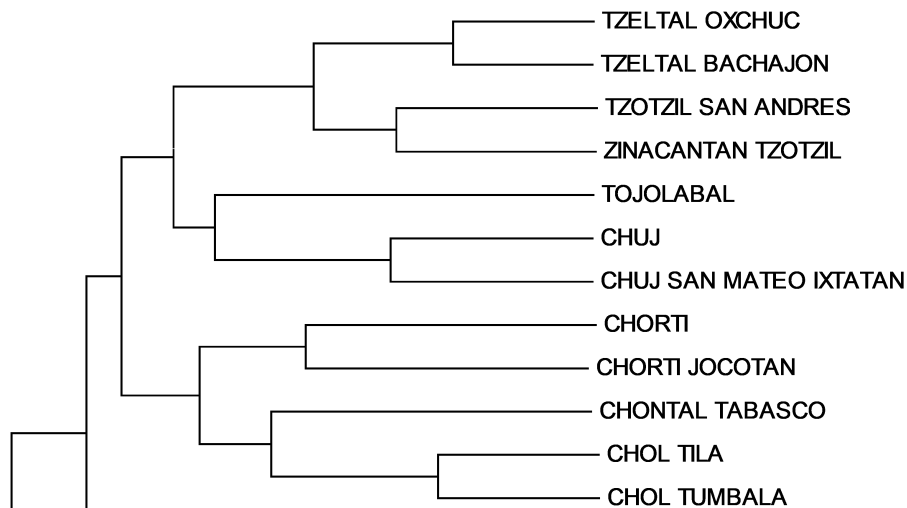 TZELTAL OXCHUC
TZELTAL BACHAJON
TZOTZIL SAN ANDRES
ZINACANTAN TZOTZIL
TOJOLABAL
CHUJ
CHUJ SAN MATEO IXTATAN
CHORTI
CHORTI JOCOTAN
CHONTAL TABASCO
CHOL TILA
CHOL TUMBALA